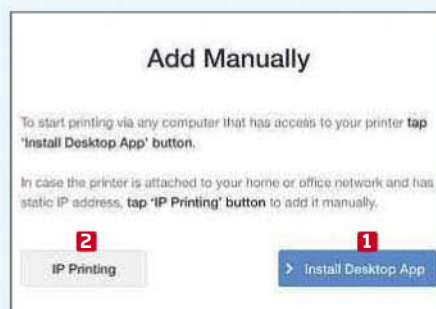 Add Manually
To start printing via any computer that has access to your printer tap
'Install Desktop App' button.
In case the printer is attached to your home or office network and has
static IP address, tap 'IP Printing' button to add it manually.
2
1
IP Printing
> Install Desktop App